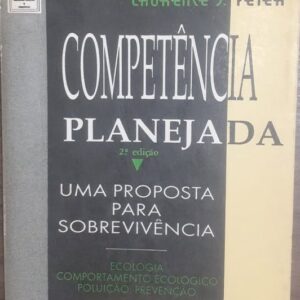 LAURENCE J. PETER
COMPETÊNCIA
PLANEJADA
2ª edição
UMA PROPOSTA
PARA
SOBREVIVÊNCIA
ECOLOGIA
COMPORTAMENTO ECOLÓGICO
POLUIÇÃO: PREVENÇÃO